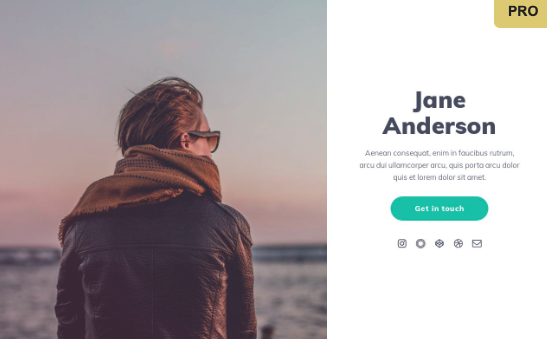 PRO
Jane
Anderson
Aenean consequat, enim in faucibus rutrum,
arcu dui ullamcorper arcu, quis porta arcu dolor
quis et lorem dolor sit amet.
Get in touch